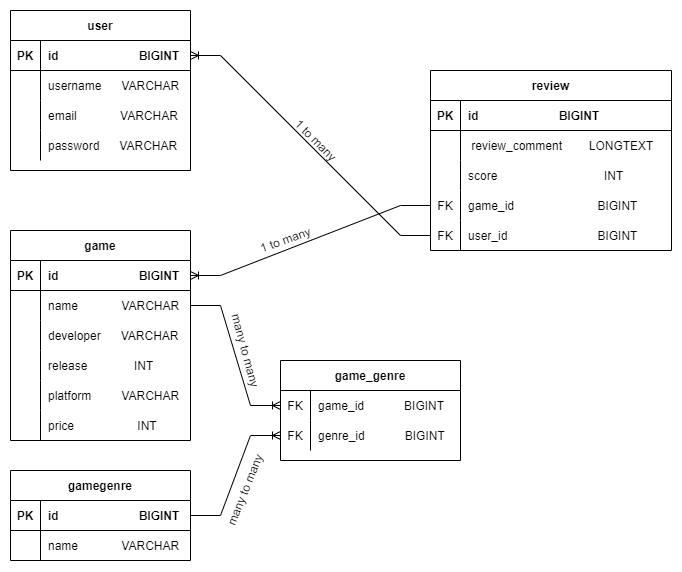 user
PK id BIGINT
username VARCHAR
email VARCHAR
password VARCHAR
review
PK id BIGINT
review_comment LONGTEXT
score INT
FK game_id BIGINT
FK user_id BIGINT
1 to many
1 to many
game
PK id BIGINT
name VARCHAR
developer VARCHAR
release INT
platform VARCHAR
price INT
many to many
game_genre
FK game_id BIGINT
FK genre_id BIGINT
many to many
gamegenre
PK id BIGINT
name VARCHAR